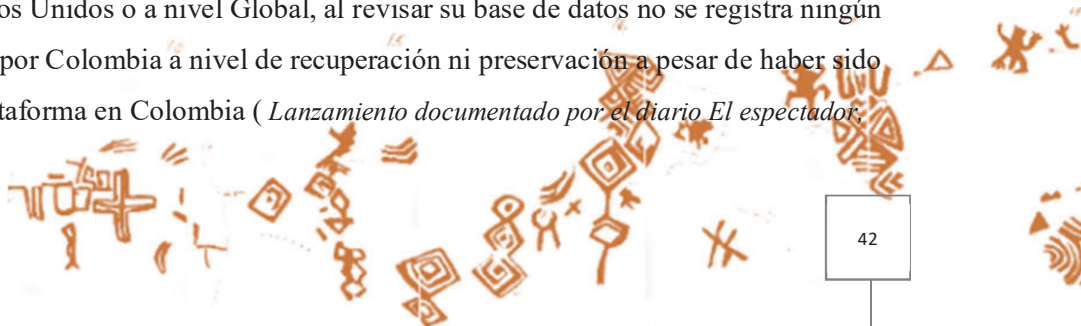 os Unidos o a nivel Global, al revisar su base de datos no se registra ningún
por Colombia a nivel de recuperación ni preservación a pesar de haber sido
taforma en Colombia ( Lanzamiento documentado por el diario El espectador,
42